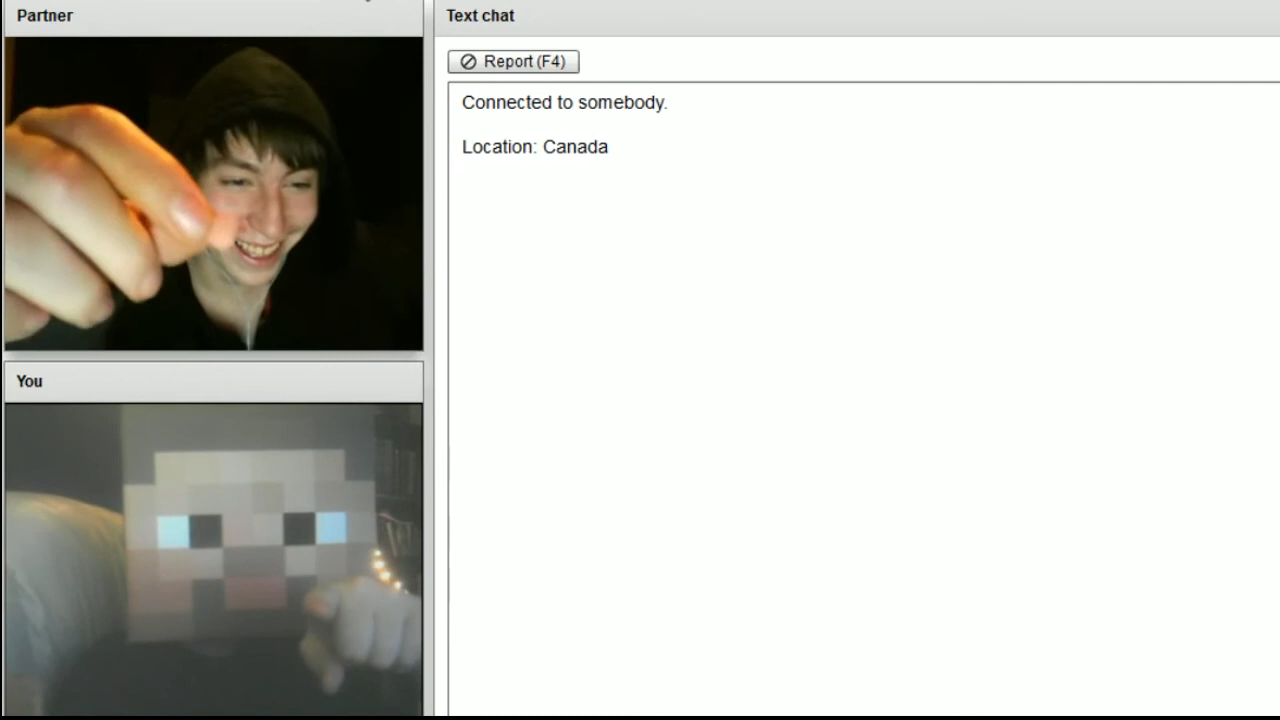 Partner
Text chat
Report (F4)
Connected to somebody.
Location: Canada
You